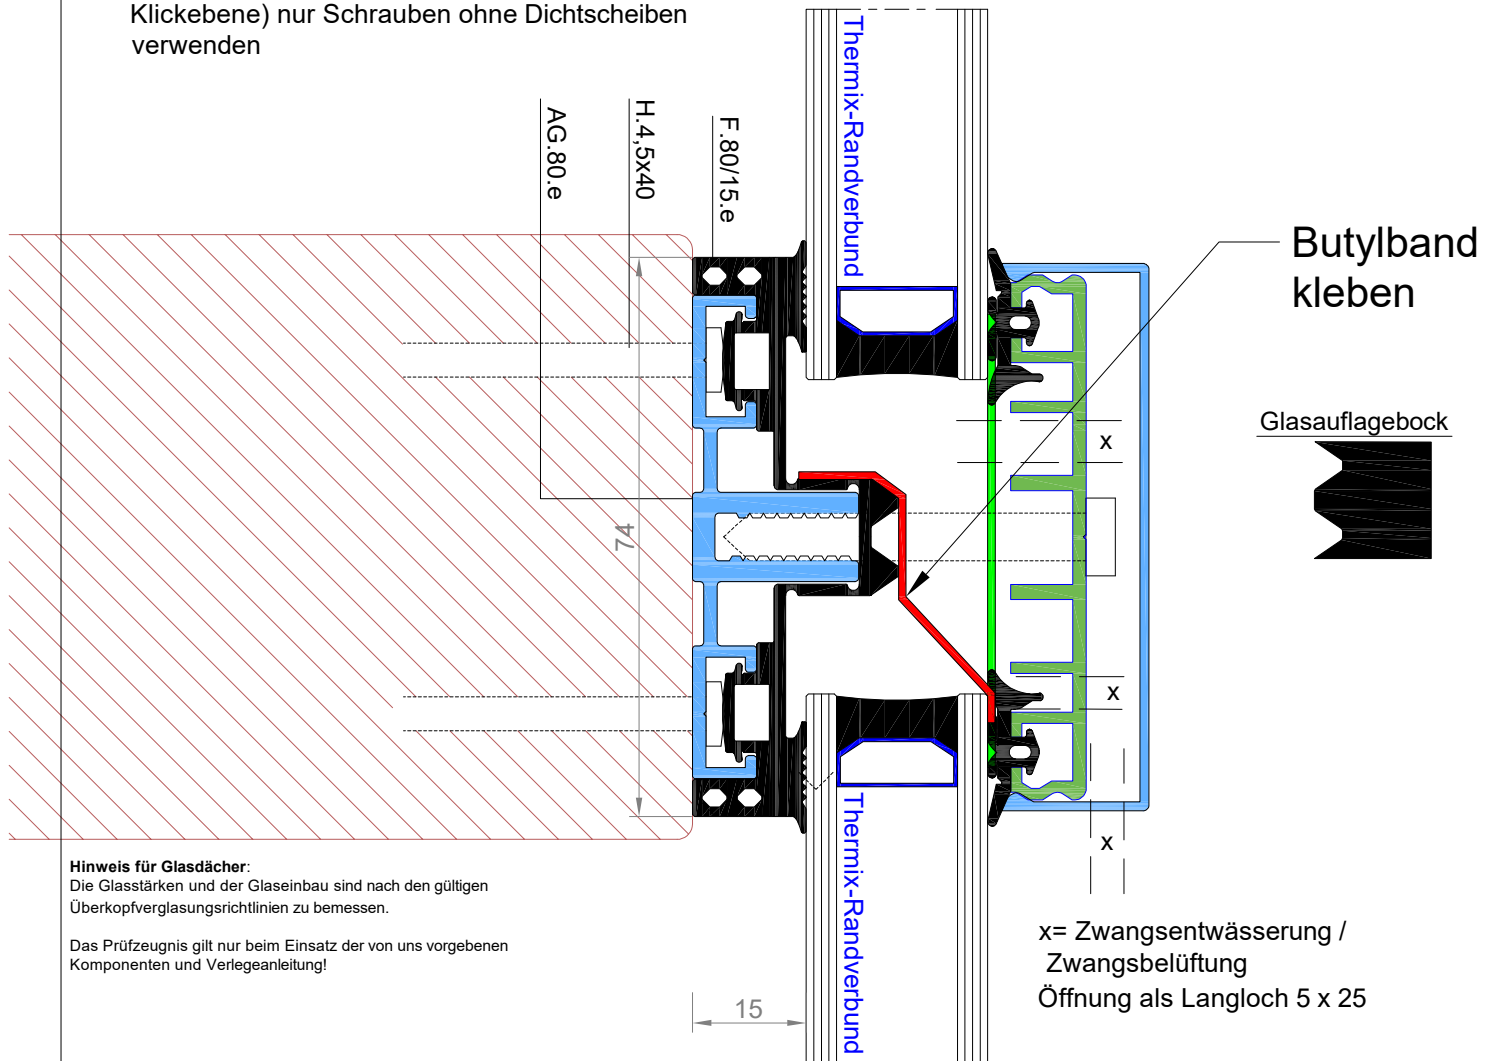 Klickebene) nur Schrauben ohne Dichtscheiben
verwenden
Thermix-Randverbund
AG.80.e
H.4,5x40
F.80/15.e
Butylband
kleben
Glasauflagebock
x
74
x
x
Hinweis für Glasdächer:
Die Glasstärken und der Glaseinbau sind nach den gültigen
Überkopfverglasungsrichtlinien zu bemessen.
Das Prüfzeugnis gilt nur beim Einsatz der von uns vorgebenen
Komponenten und Verlegeanleitung!
Thermix-Randverbund
15
x= Zwangsentwässerung /
Zwangsbelüftung
Öffnung als Langloch 5 x 25